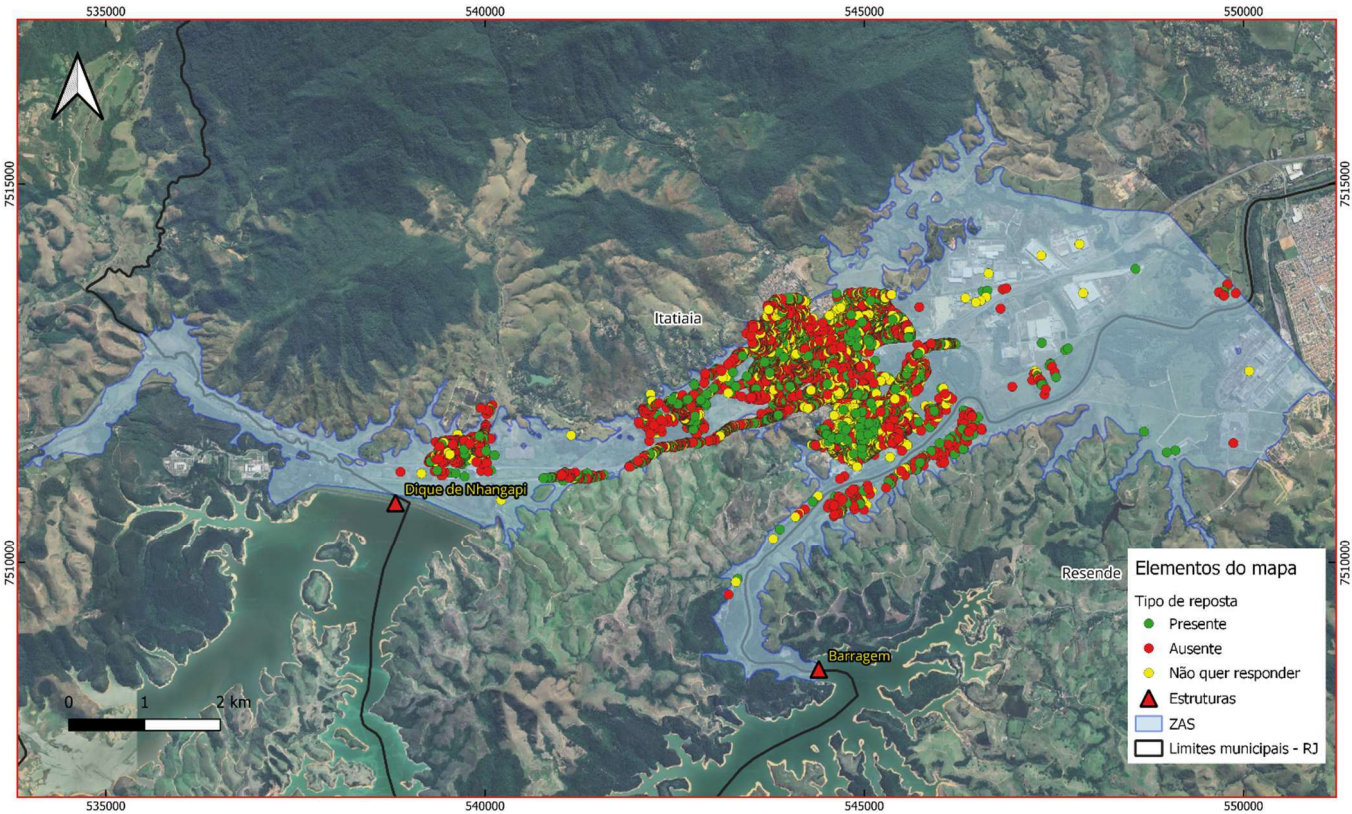 535000
540000
545000
550000
7515000
7515000
Itatiaia
Dique de Nhangapi
7510000
7510000
Resende
Barragem
0 1 2 km
Elementos do mapa
Tipo de reposta
Presente
Ausente
Não quer responder
Estruturas
ZAS
Limites municipais - RJ
535000
540000
545000
550000